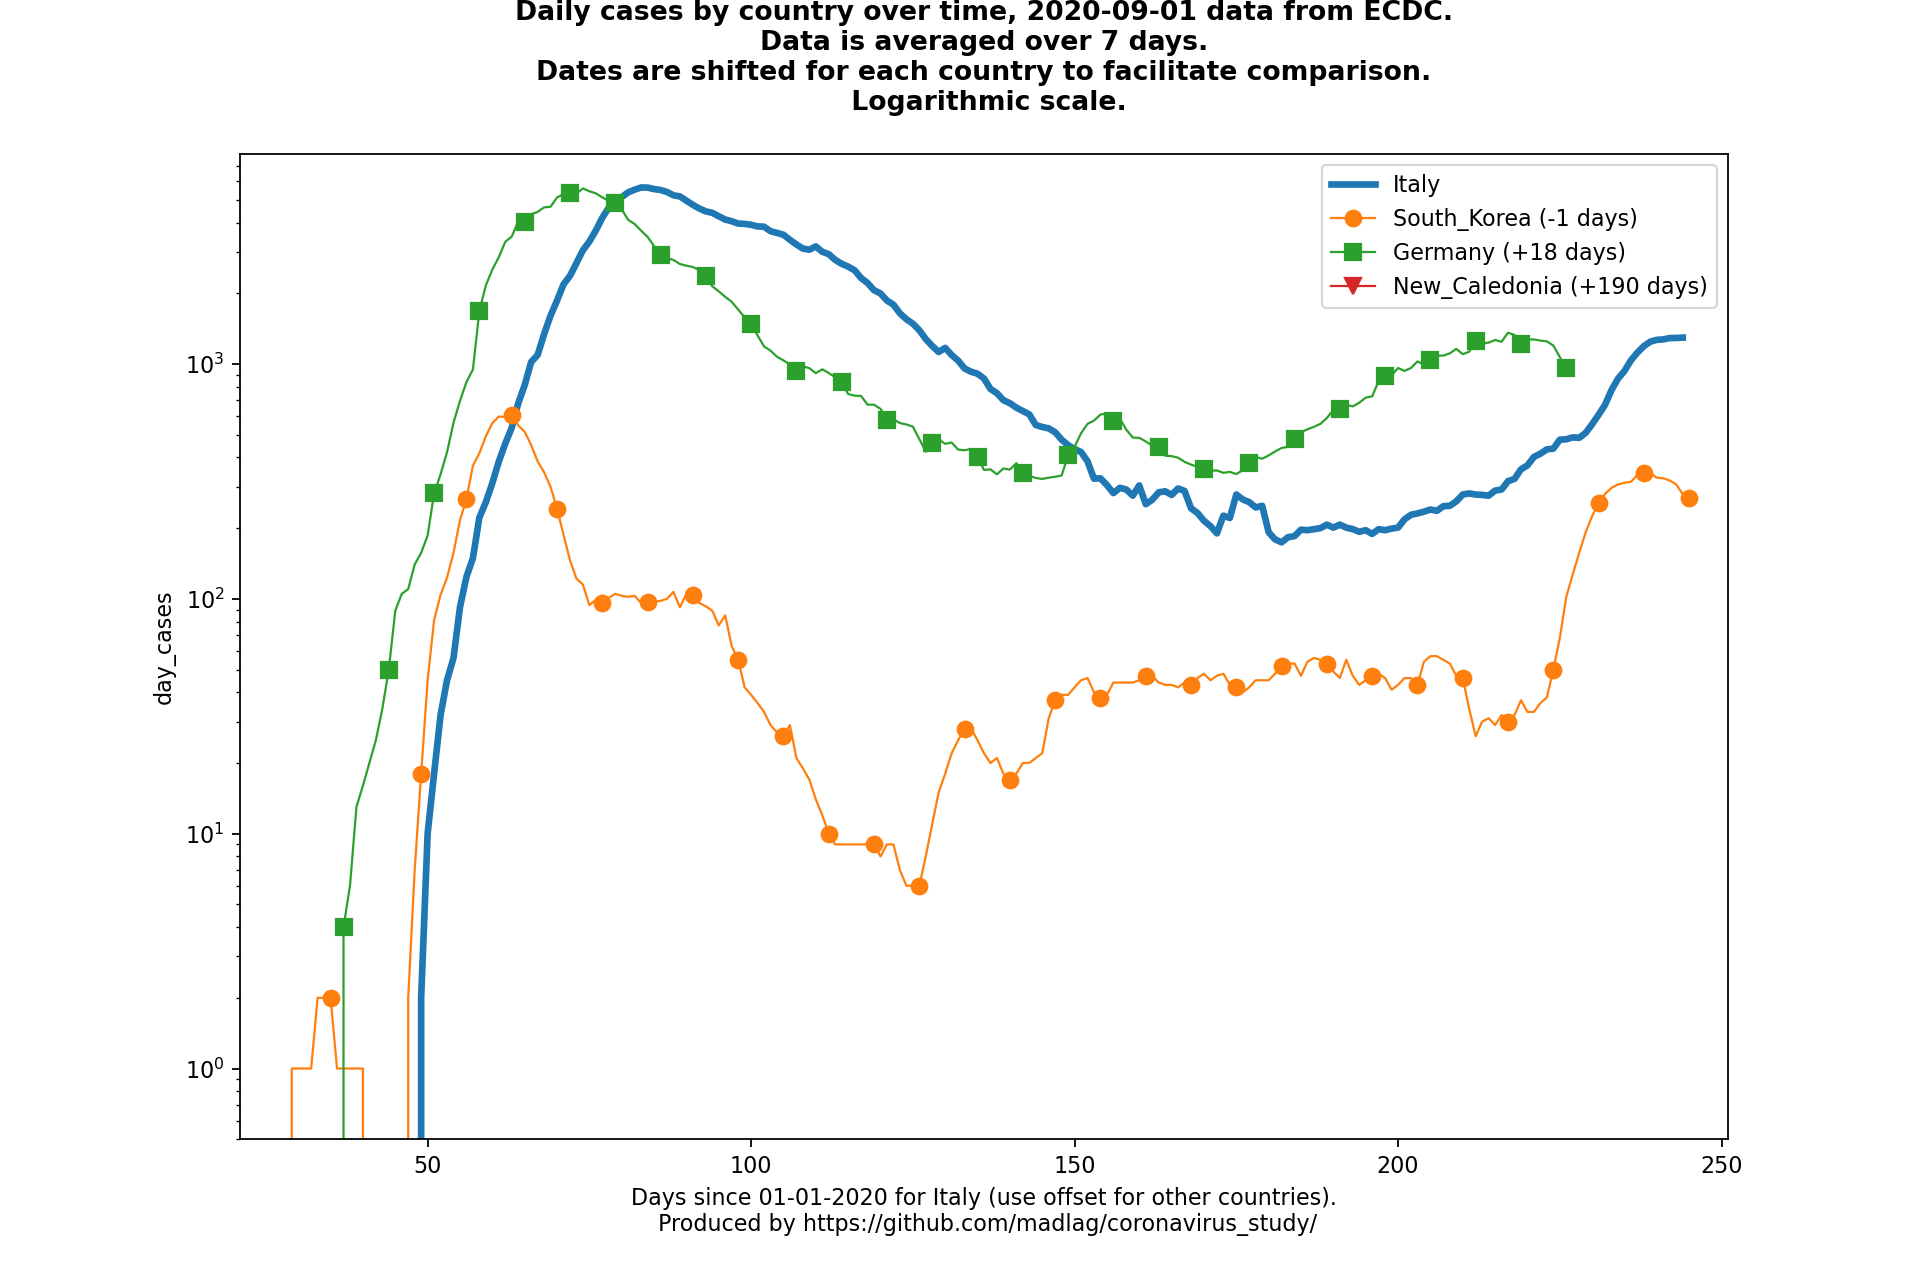 Daily cases by country over time, 2020-09-01 data from ECDC.
Data is averaged over 7 days.
Dates are shifted for each country to facilitate comparison.
Logarithmic scale.
Italy
South_Korea (-1 days)
Germany (+18 days)
New_Caledonia (+190 days)
day_cases
10³
10²
10¹
10⁰
50 100 150 200 250
Days since 01-01-2020 for Italy (use offset for other countries).
Produced by https://github.com/madlag/coronavirus_study/